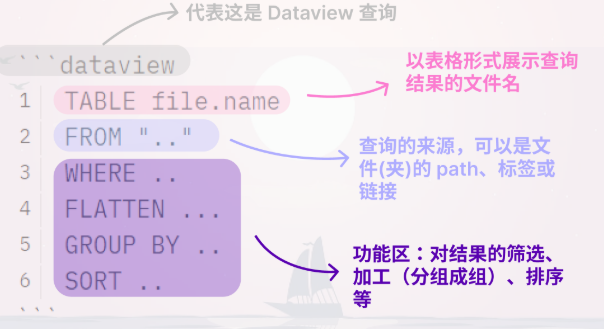 代表这是 Dataview 查询
```dataview
1 TABLE file.name
以表格形式展示查询
结果的文件名
2 FROM ".."
查询的来源，可以是文
件(夹)的 path、标签或
链接
3 WHERE ..
4 FLATTEN ...
5 GROUP BY ..
6 SORT ..
功能区：对结果的筛选、
加工（分组成组）、排序
等
```